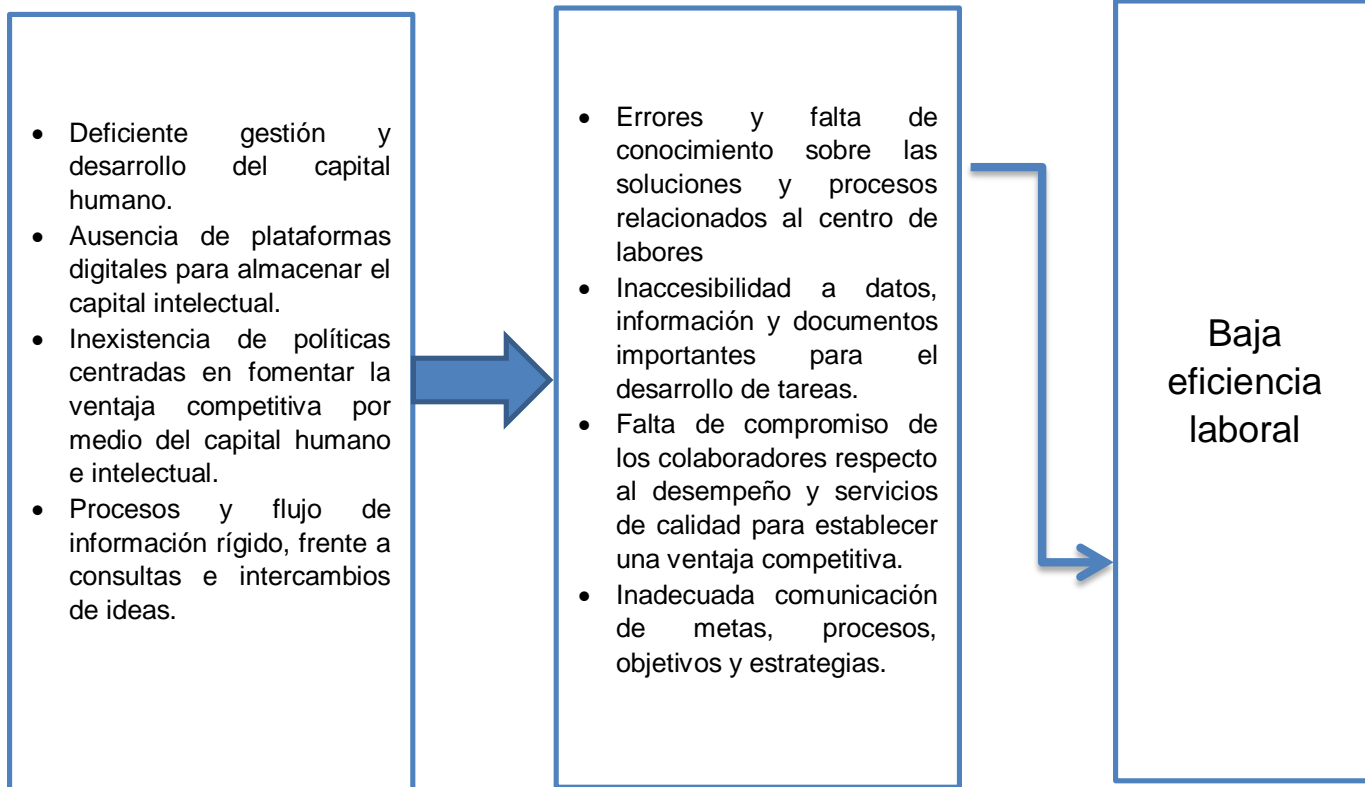 • Deficiente gestión y
desarrollo del capital
humano.
• Ausencia de plataformas
digitales para almacenar el
capital intelectual.
• Inexistencia de políticas
centradas en fomentar la
ventaja competitiva por
medio del capital humano
e intelectual.
• Procesos y flujo de
información rígido, frente a
consultas e intercambios
de ideas.
• Errores y falta de
conocimiento sobre las
soluciones y procesos
relacionados al centro de
labores
• Inaccesibilidad a datos,
información y documentos
importantes para el
desarrollo de tareas.
• Falta de compromiso de
los colaboradores respecto
al desempeño y servicios
de calidad para establecer
una ventaja competitiva.
• Inadecuada comunicación
de metas, procesos,
objetivos y estrategias.
Baja
eficiencia
laboral